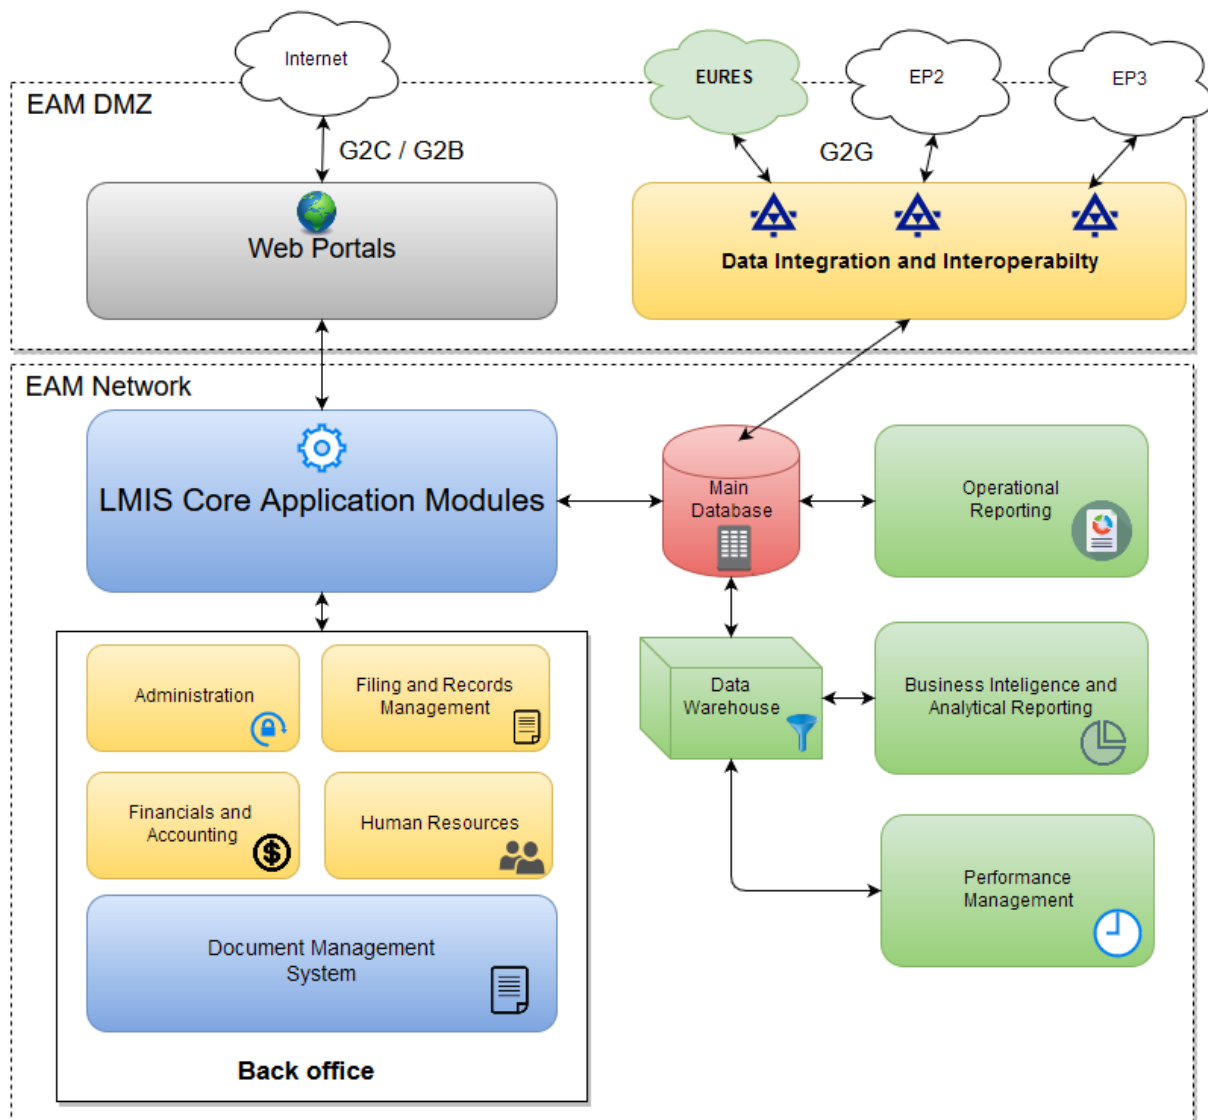 Internet
EURES
EP2
EP3
EAM DMZ
G2C / G2B
G2G
Web Portals
Data Integration and Interoperabilty
EAM Network
LMIS Core Application Modules
Main
Database
Operational
Reporting
Administration
Filing and Records
Management
Data
Warehouse
Business Inteligence and
Analytical Reporting
Financials and
Accounting
Human Resources
Performance
Management
Document Management
System
Back office